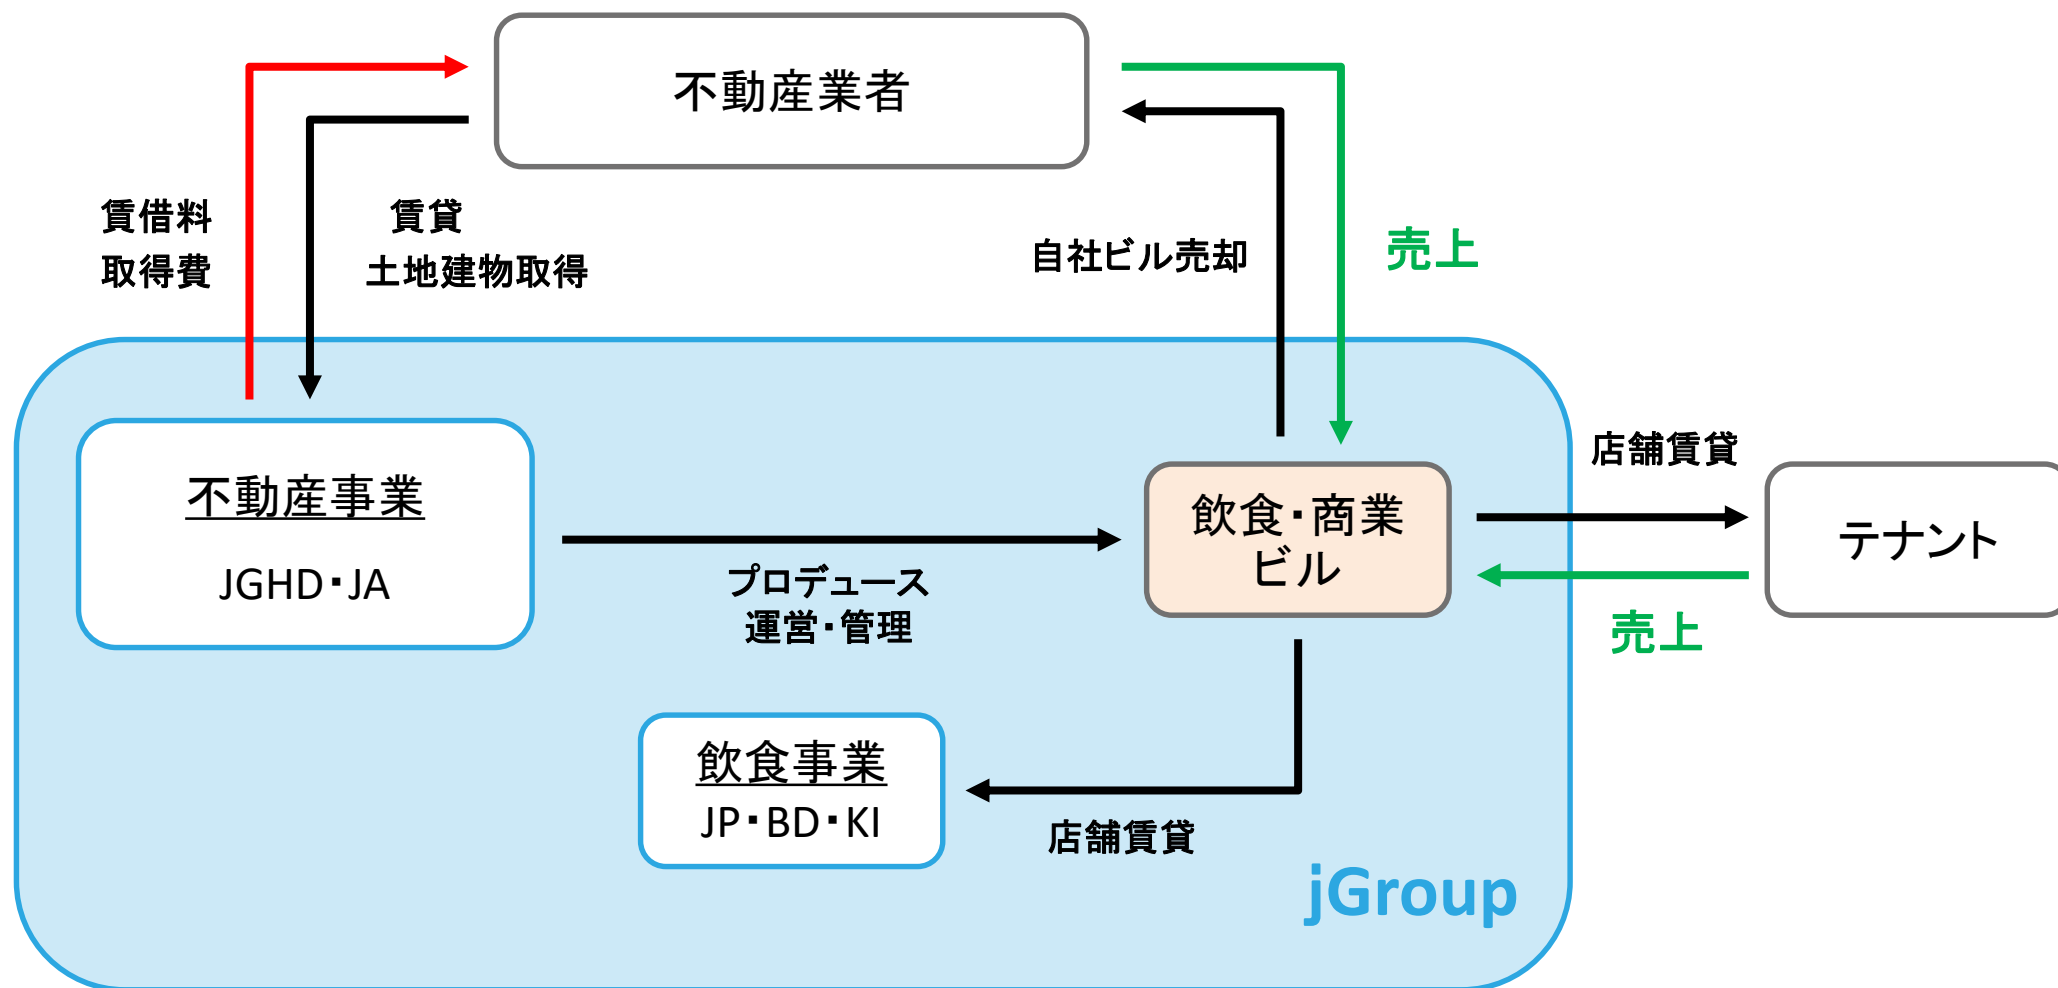 不動産業者
賃借料
取得費
賃貸
土地建物取得
自社ビル売却
売上
不動産事業
JGHD・JA
プロデュース
運営・管理
飲食・商業
ビル
店舗賃貸
売上
テナント
飲食事業
JP・BD・KI
店舗賃貸
jGroup